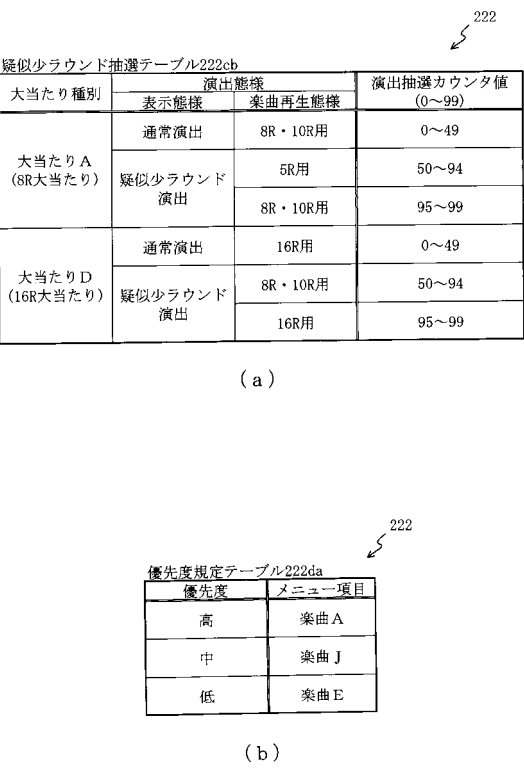 222
疑似少ラウンド抽選テーブル222cb
大当たり種別
演出態様
演出抽選カウンタ値
(0～99)
表示態様
楽曲再生態様
大当たりA
(8R大当たり)
通常演出
8R・10R用
0～49
疑似少ラウンド
演出
5R用
50～94
8R・10R用
95～99
大当たりD
(16R大当たり)
通常演出
16R用
0～49
疑似少ラウンド
演出
8R・10R用
50～94
16R用
95～99
(a)
222
優先度規定テーブル222da
優先度
メニュー項目
高
楽曲A
中
楽曲J
低
楽曲E
(b)